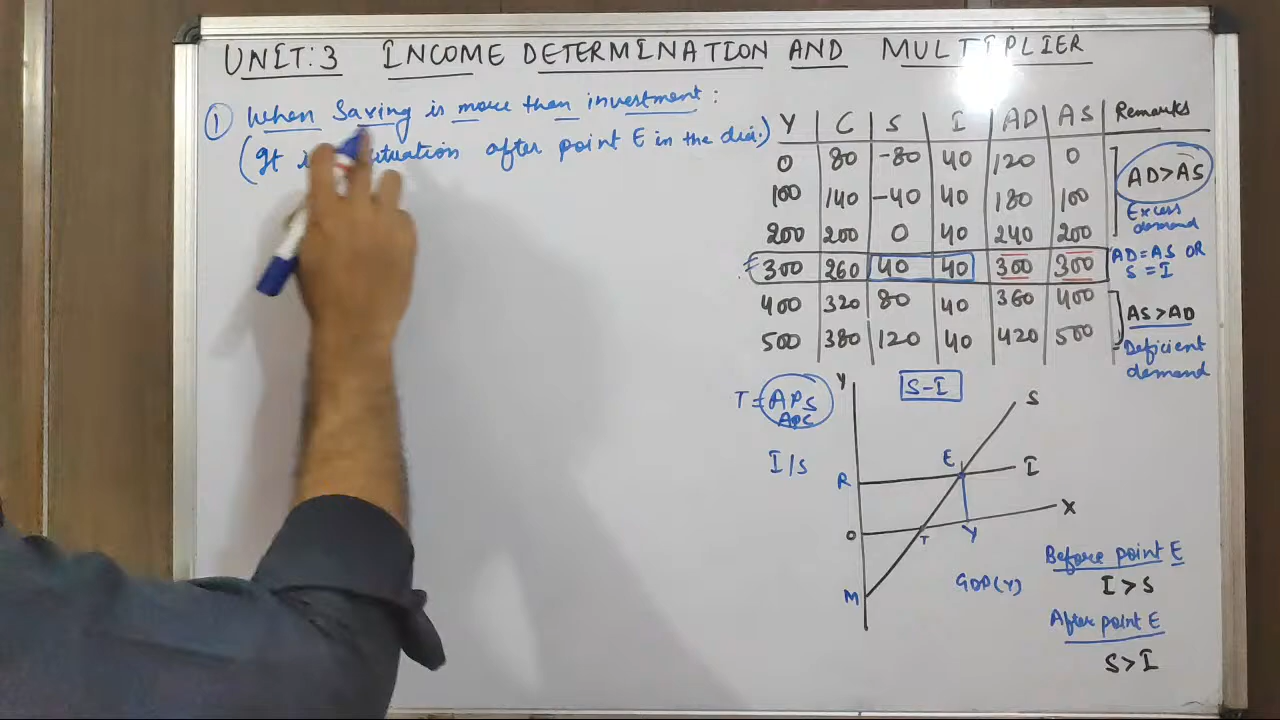 UNIT:3 INCOME DETERMINATION AND MULTIPLIER
① When Saving is more than investment:
(It is situation after point E in the dia.)
Y C S I AD AS Remarks
0 80 -80 40 120 0
100 140 -40 40 180 100
200 200 0 40 240 200
E 300 260 40 40 300 300
400 320 80 40 360 400
500 380 120 40 420 500
AD>AS
Excess
demand
AD=AS OR
S=I
AS>AD
Deficient
demand
T = APS
APC
I/S
S-I
Y
S
E
I
R
X
O
T
Y
M
GDP(Y)
Before point E
I>S
After point E
S>I